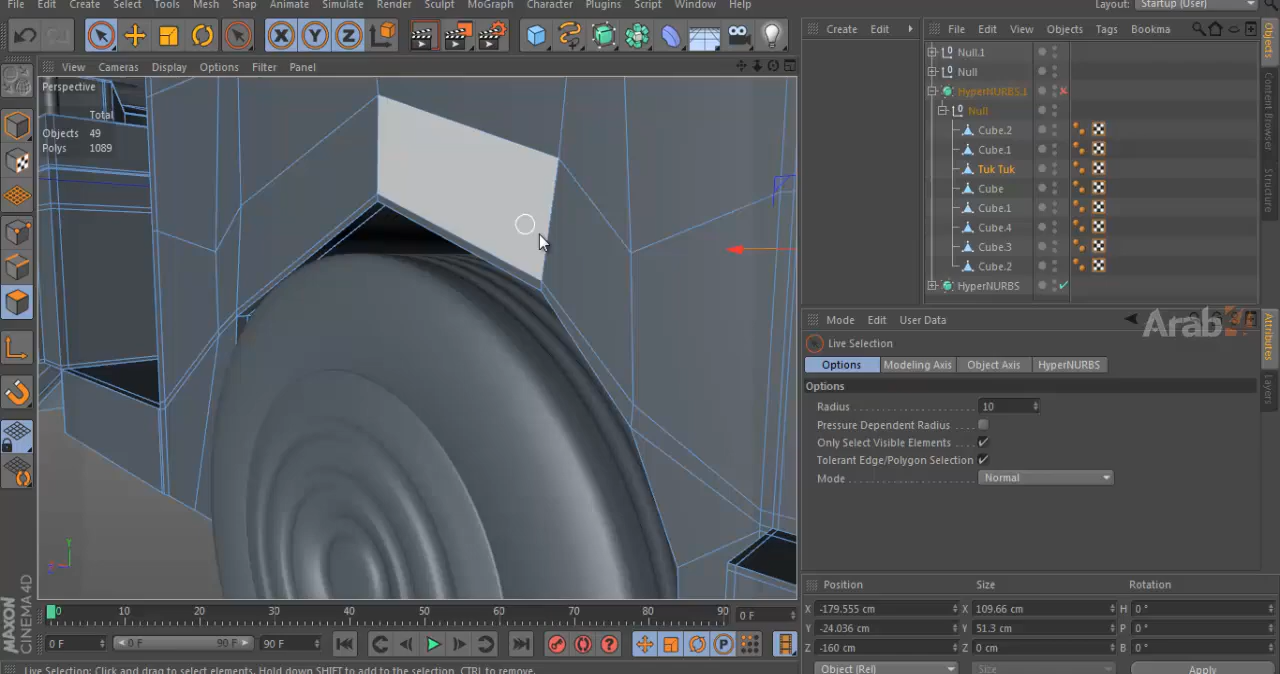 File Edit Create Select Tools Mesh Snap Animate Simulate Render Sculpt MoGraph Character Plugins Script Window Help
Layout: Startup (User)
View Cameras Display Options Filter Panel
Create Edit
File Edit View Objects Tags Bookma
Perspective
Total
Objects 49
Polys 1089
Null.1
Null
HyperNURBS.1
Null
Cube.2
Cube.1
Tuk Tuk
Cube
Cube.1
Cube.4
Cube.3
Cube.2
HyperNURBS
Objects
Content Browser
Structure
Mode Edit User Data
Arab
Live Selection
Options Modeling Axis Object Axis HyperNURBS
Options
Radius 10
Pressure Dependent Radius
Only Select Visible Elements
Tolerant Edge/Polygon Selection
Mode Normal
Attributes
Layers
Position Size Rotation
X -179.555 cm X 109.66 cm H 0 °
Y -24.036 cm Y 51.3 cm P 0 °
Z -160 cm Z 0 cm B 0 °
Object (Rel) Size Apply
0 10 20 30 40 50 60 70 80 90 0 F
0 F 0 F 90 F 90 F
MAXON
CINEMA 4D
Live Selection: Click and drag to select elements. Hold down SHIFT to add to the selection, CTRL to remove.